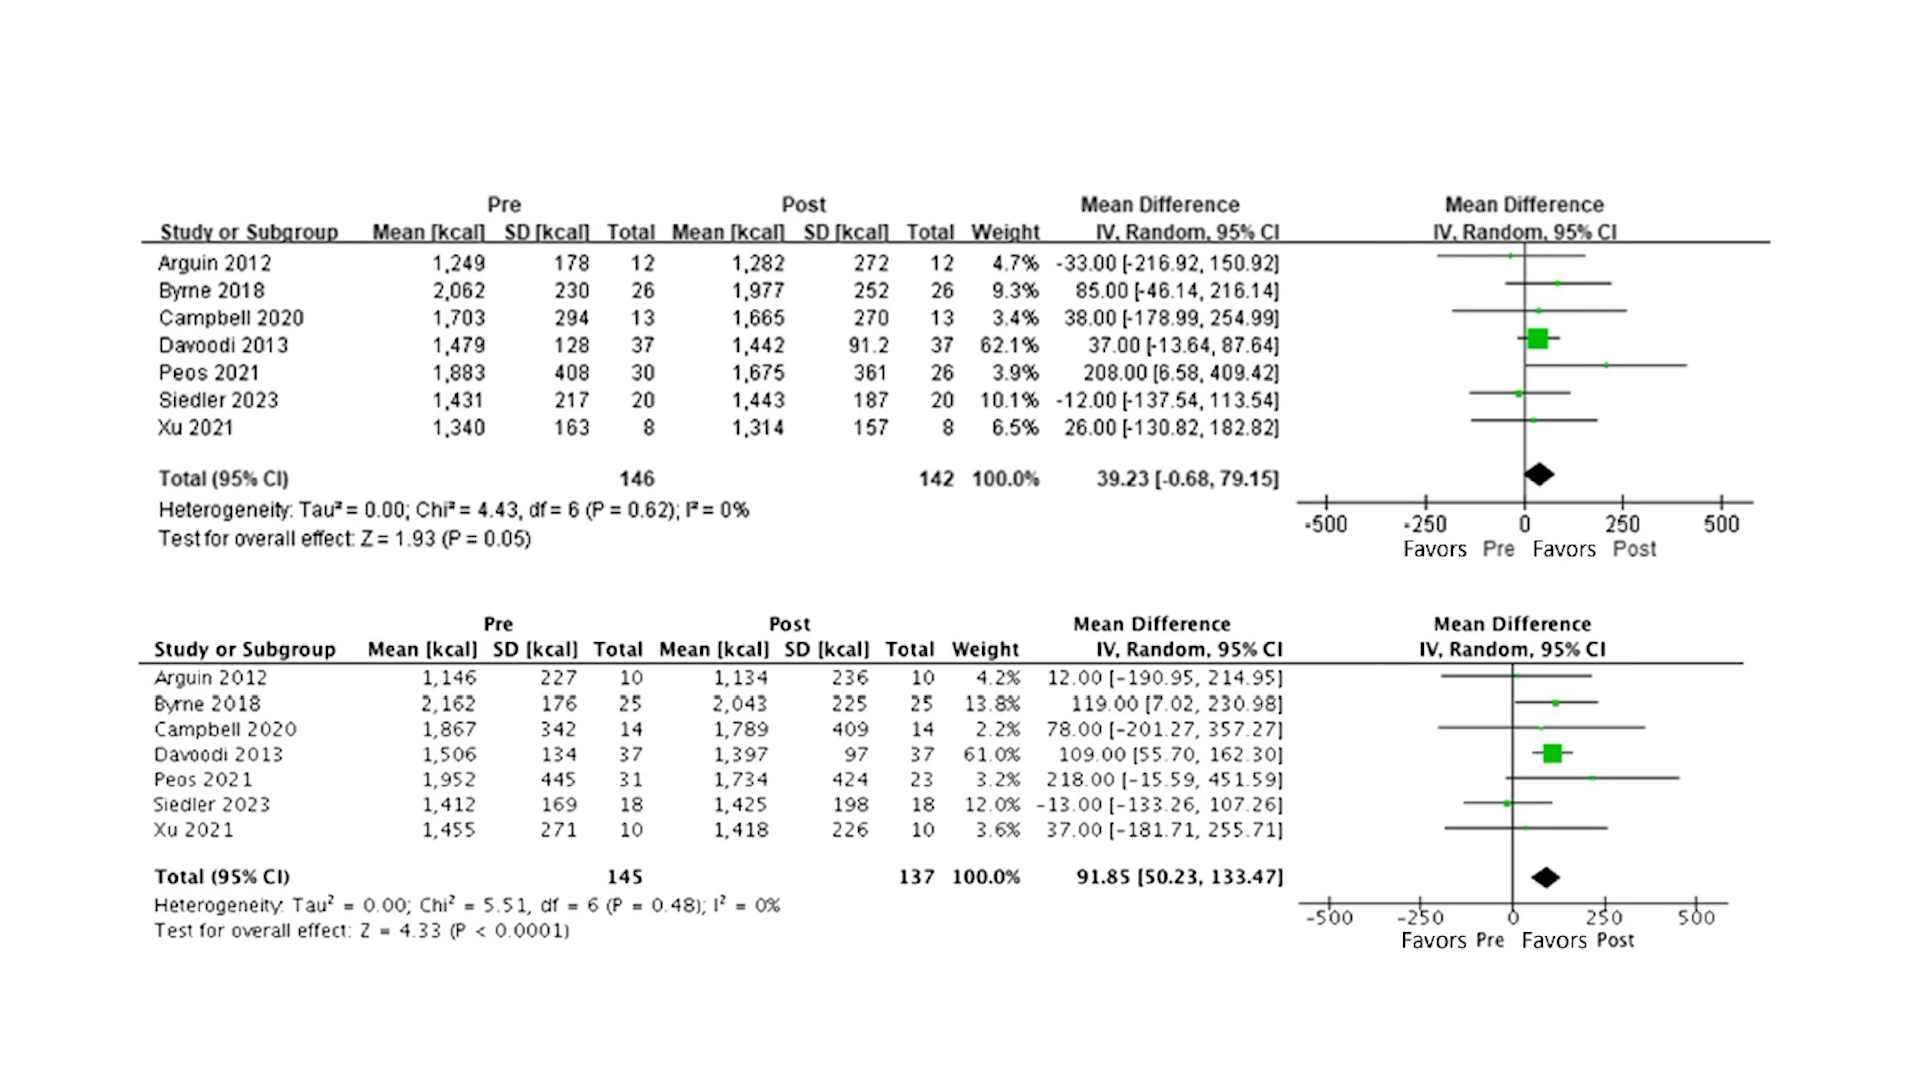 Pre Post Mean Difference Mean Difference
Study or Subgroup Mean [kcal] SD [kcal] Total Mean [kcal] SD [kcal] Total Weight IV, Random, 95% CI IV, Random, 95% CI
Arguin 2012 1,249 178 12 1,282 272 12 4.7% -33.00 [-216.92, 150.92]
Byrne 2018 2,062 230 26 1,977 252 26 9.3% 85.00 [-46.14, 216.14]
Campbell 2020 1,703 294 13 1,665 270 13 3.4% 38.00 [-178.99, 254.99]
Davoodi 2013 1,479 128 37 1,442 91.2 37 62.1% 37.00 [-13.64, 87.64]
Peos 2021 1,883 408 30 1,675 361 26 3.9% 208.00 [6.58, 409.42]
Siedler 2023 1,431 217 20 1,443 187 20 10.1% -12.00 [-137.54, 113.54]
Xu 2021 1,340 163 8 1,314 157 8 6.5% 26.00 [-130.82, 182.82]
Total (95% CI) 146 142 100.0% 39.23 [-0.68, 79.15]
Heterogeneity: Tau² = 0.00; Chi² = 4.43, df = 6 (P = 0.62); I² = 0%
Test for overall effect: Z = 1.93 (P = 0.05)
-500 -250 0 250 500
Favors Pre Favors Post
Pre Post Mean Difference Mean Difference
Study or Subgroup Mean [kcal] SD [kcal] Total Mean [kcal] SD [kcal] Total Weight IV, Random, 95% CI IV, Random, 95% CI
Arguin 2012 1,146 227 10 1,134 236 10 4.2% 12.00 [−190.95, 214.95]
Byrne 2018 2,162 176 25 2,043 225 25 13.8% 119.00 [7.02, 230.98]
Campbell 2020 1,867 342 14 1,789 409 14 2.2% 78.00 [−201.27, 357.27]
Davoodi 2013 1,506 134 37 1,397 97 37 61.0% 109.00 [55.70, 162.30]
Peos 2021 1,952 445 31 1,734 424 23 3.2% 218.00 [−15.59, 451.59]
Siedler 2023 1,412 169 18 1,425 198 18 12.0% −13.00 [−133.26, 107.26]
Xu 2021 1,455 271 10 1,418 226 10 3.6% 37.00 [−181.71, 255.71]
Total (95% CI) 145 137 100.0% 91.85 [50.23, 133.47]
Heterogeneity: Tau² = 0.00; Chi² = 5.51, df = 6 (P = 0.48); I² = 0%
Test for overall effect: Z = 4.33 (P < 0.0001)
−500 −250 0 250 500
Favors Pre Favors Post